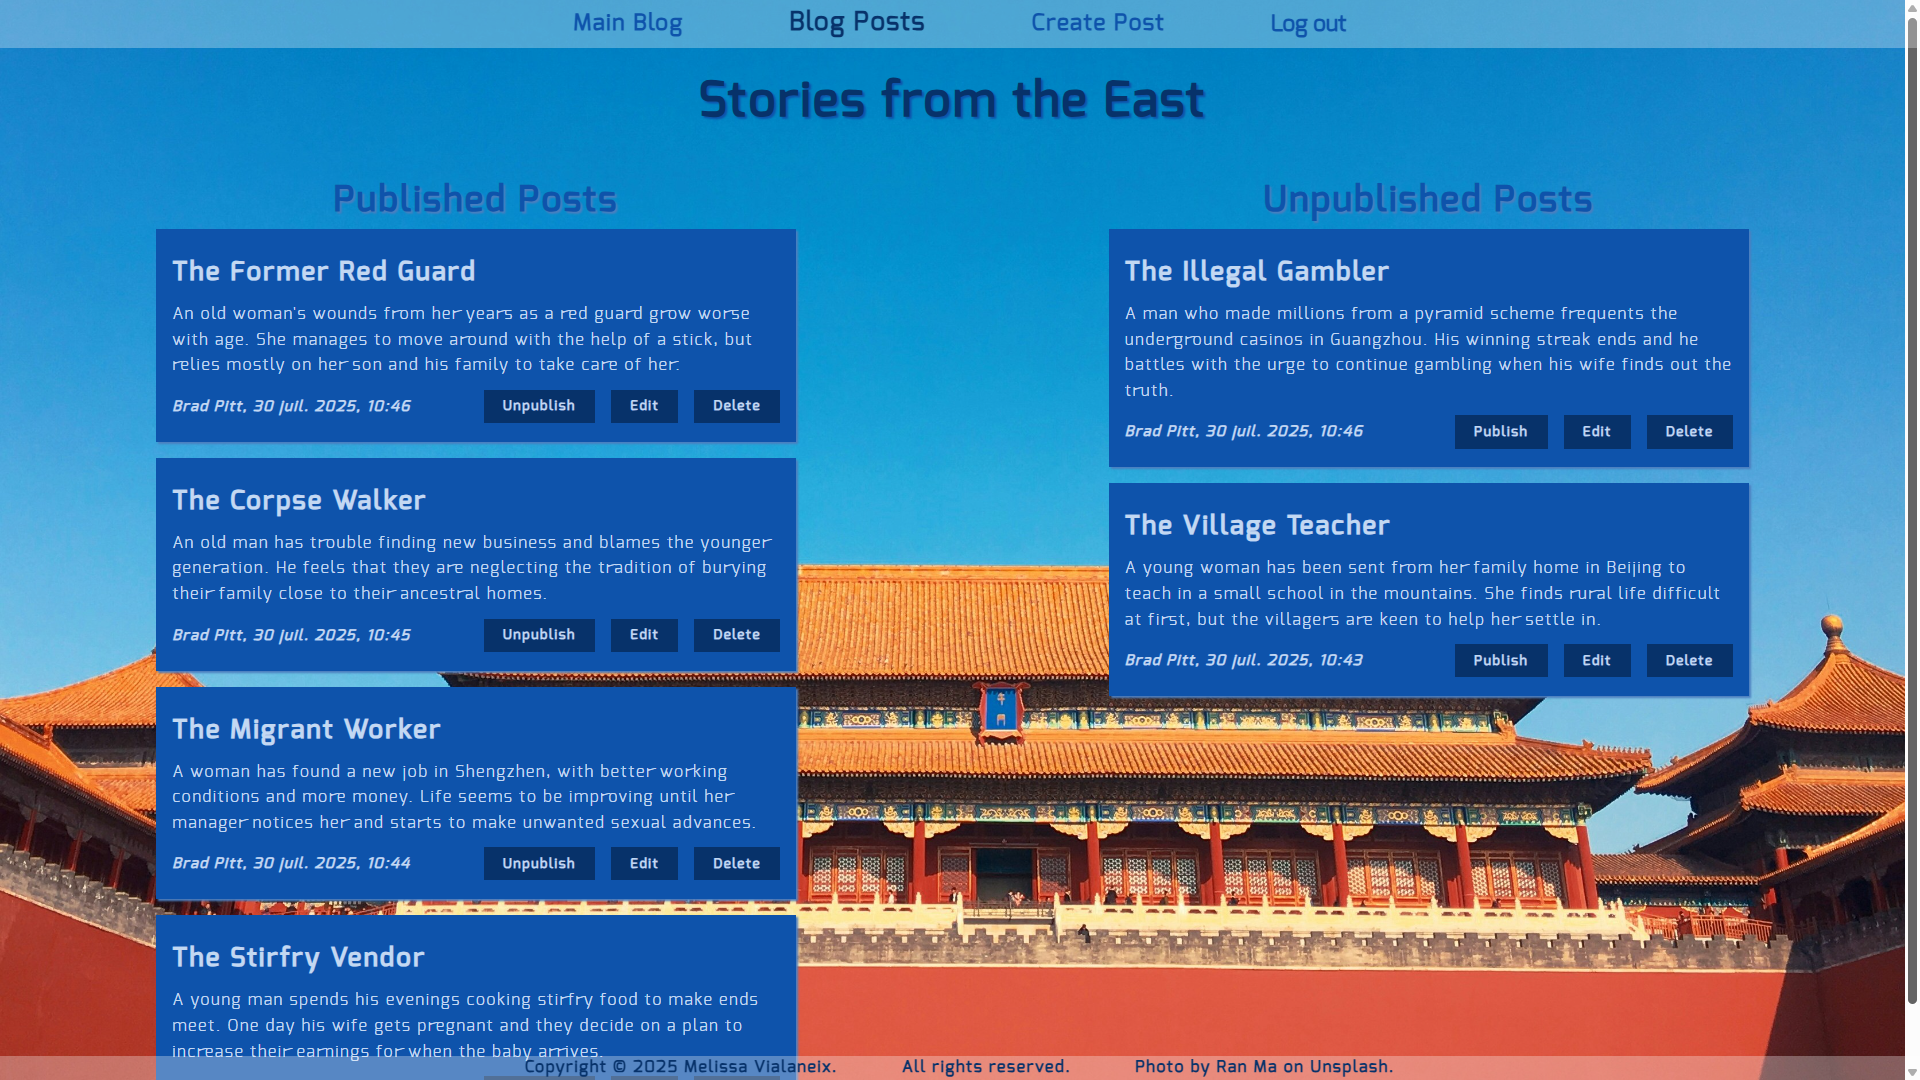 Main Blog
Blog Posts
Create Post
Log out
Stories from the East
Published Posts
The Former Red Guard
An old woman's wounds from her years as a red guard grow worse
with age. She manages to move around with the help of a stick, but
relies mostly on her son and his family to take care of her.
Brad Pitt, 30 juil. 2025, 10:46
Unpublish
Edit
Delete
The Corpse Walker
An old man has trouble finding new business and blames the younger
generation. He feels that they are neglecting the tradition of burying
their family close to their ancestral homes.
Brad Pitt, 30 juil. 2025, 10:45
Unpublish
Edit
Delete
The Migrant Worker
A woman has found a new job in Shengzhen, with better working
conditions and more money. Life seems to be improving until her
manager notices her and starts to make unwanted sexual advances.
Brad Pitt, 30 juil. 2025, 10:44
Unpublish
Edit
Delete
The Stirfry Vendor
A young man spends his evenings cooking stirfry food to make ends
meet. One day his wife gets pregnant and they decide on a plan to
increase their earnings for when the baby arrives.
Unpublished Posts
The Illegal Gambler
A man who made millions from a pyramid scheme frequents the
underground casinos in Guangzhou. His winning streak ends and he
battles with the urge to continue gambling when his wife finds out the
truth.
Brad Pitt, 30 juil. 2025, 10:46
Publish
Edit
Delete
The Village Teacher
A young woman has been sent from her family home in Beijing to
teach in a small school in the mountains. She finds rural life difficult
at first, but the villagers are keen to help her settle in.
Brad Pitt, 30 juil. 2025, 10:43
Publish
Edit
Delete
午
门
Copyright © 2025 Melissa Vialaneix.
All rights reserved.
Photo by Ran Ma on Unsplash.